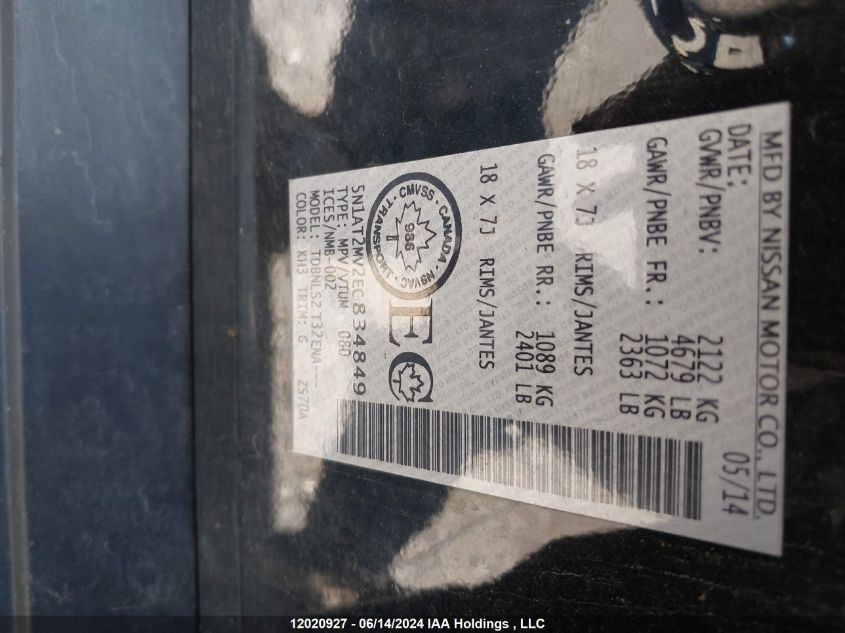 MFD BY NISSAN MOTOR CO., LTD.
DATE: 05/14
GVWR/PNBV: 2122 KG
4679 LB
GAWR/PNBE FR.: 1072 KG
2363 LB
18 X 7J RIMS/JANTES
GAWR/PNBE RR.: 1089 KG
2401 LB
18 X 7J RIMS/JANTES
CMVSS · CANADA · NSVAC · TRANSPORT
986
EC
5N1AT2MV2EC834849
TYPE: MPV/VTUM 080
ICES/NMB-002
MODEL: TDBNLSZ T32ENA---
COLOR: KH3 TRIM: G ZS70A
12020927 - 06/14/2024 IAA Holdings , LLC